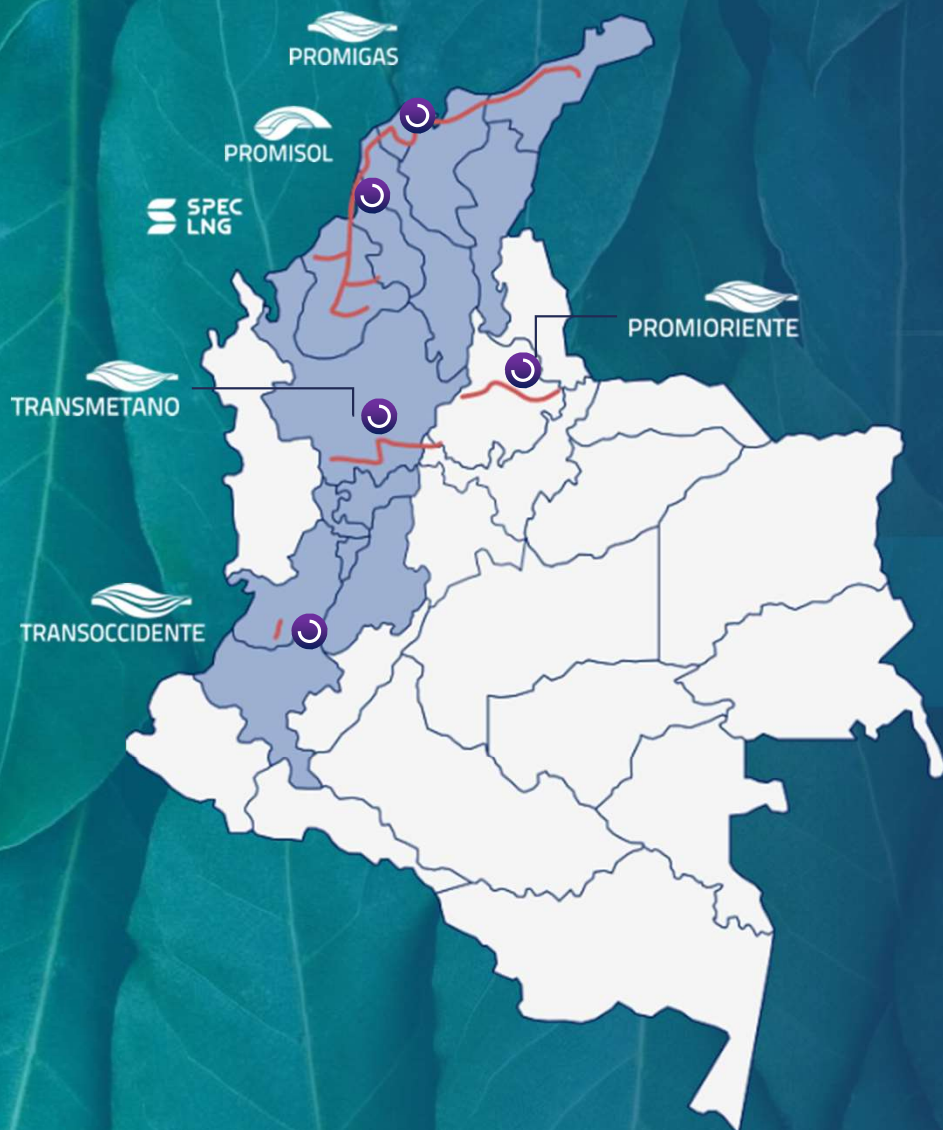 PROMIGAS
PROMISOL
SPEC
LNG
PROMIORIENTE
TRANSMETANO
TRANSOCCIDENTE